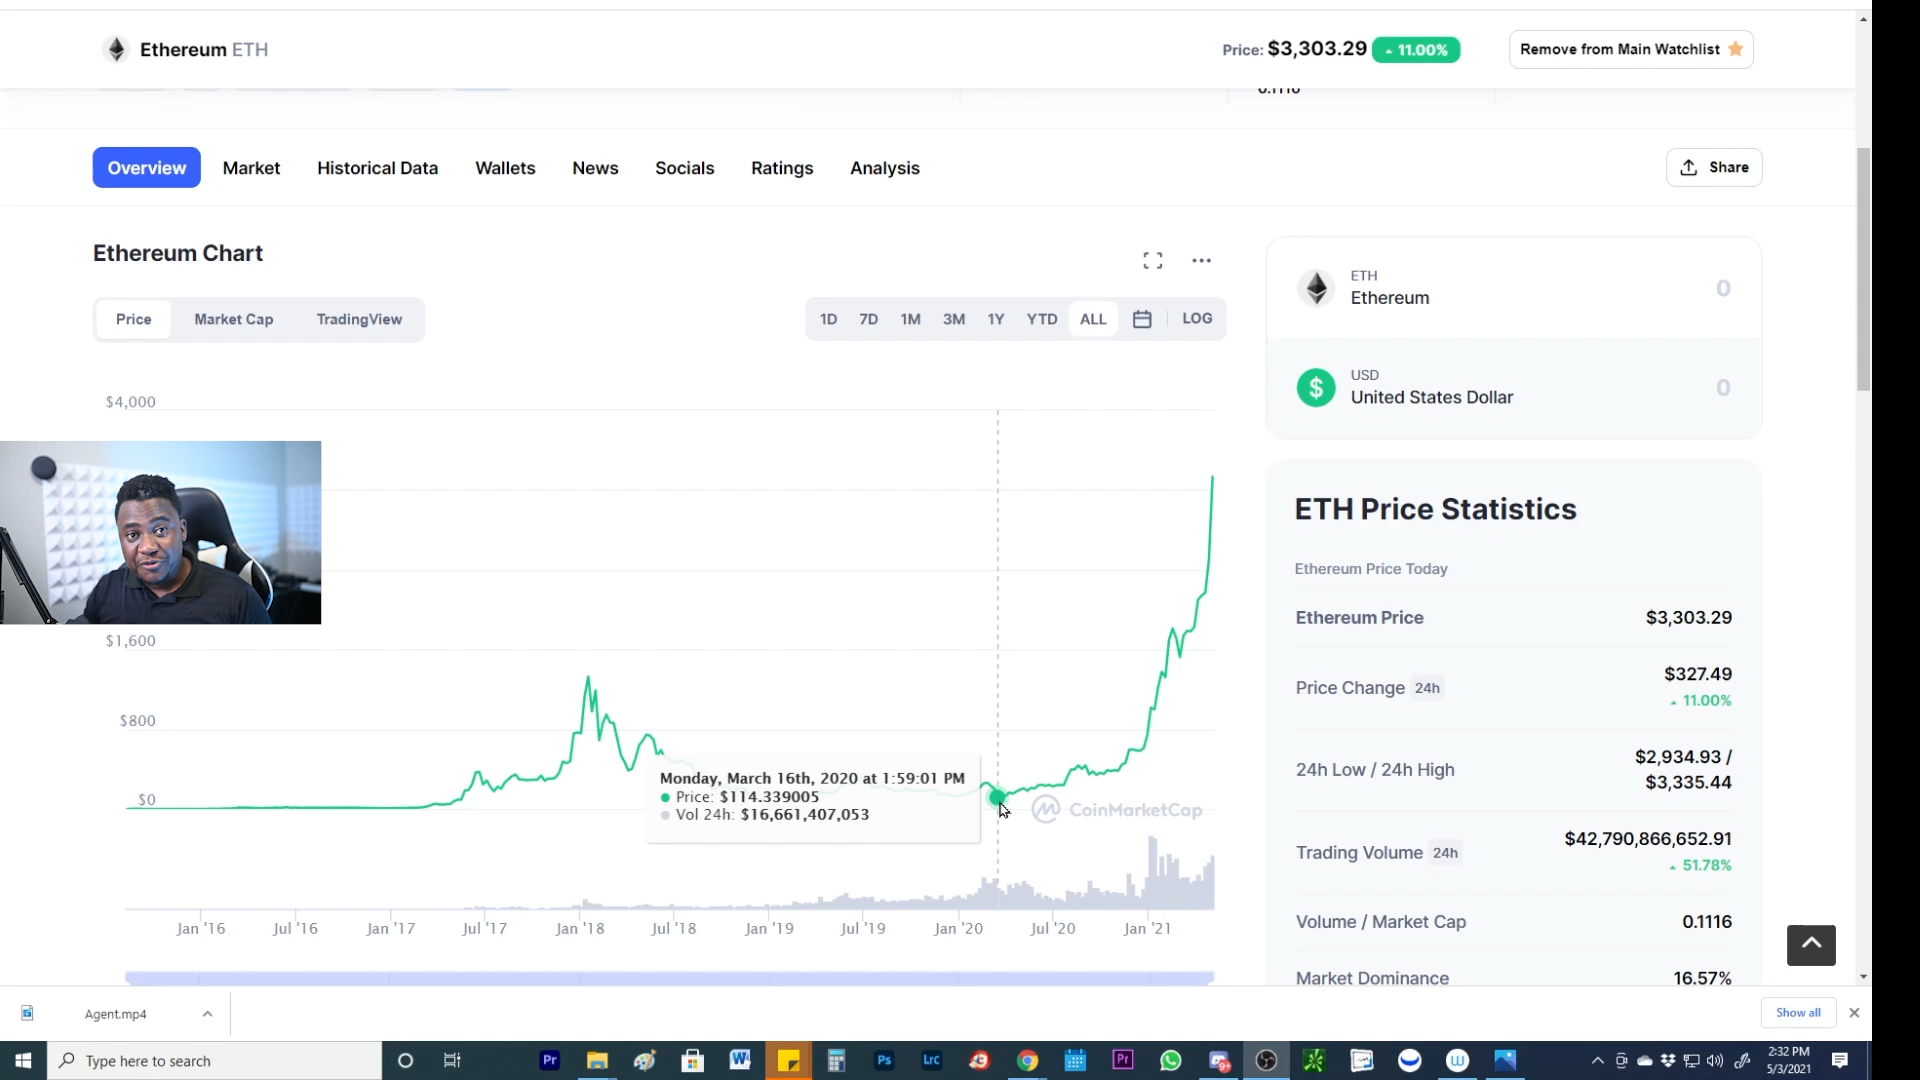 Ethereum ETH
Price: $3,303.29 11.00%
Remove from Main Watchlist
0.1116
Overview
Market
Historical Data
Wallets
News
Socials
Ratings
Analysis
Share
Ethereum Chart
Price
Market Cap
TradingView
1D
7D
1M
3M
1Y
YTD
ALL
LOG
$4,000
$1,600
$800
$0
Monday, March 16th, 2020 at 1:59:01 PM
Price: $114.339005
Vol 24h: $16,661,407,053
CoinMarketCap
Jan '16
Jul '16
Jan '17
Jul '17
Jan '18
Jul '18
Jan '19
Jul '19
Jan '20
Jul '20
Jan '21
ETH
Ethereum
0
USD
United States Dollar
0
ETH Price Statistics
Ethereum Price Today
Ethereum Price $3,303.29
Price Change 24h $327.49
11.00%
24h Low / 24h High $2,934.93 /
$3,335.44
Trading Volume 24h $42,790,866,652.91
51.78%
Volume / Market Cap 0.1116
Market Dominance 16.57%
Agent.mp4
Show all
Type here to search
Pr
W
Ps
Lrc
Pr
9+
2:32 PM
5/3/2021